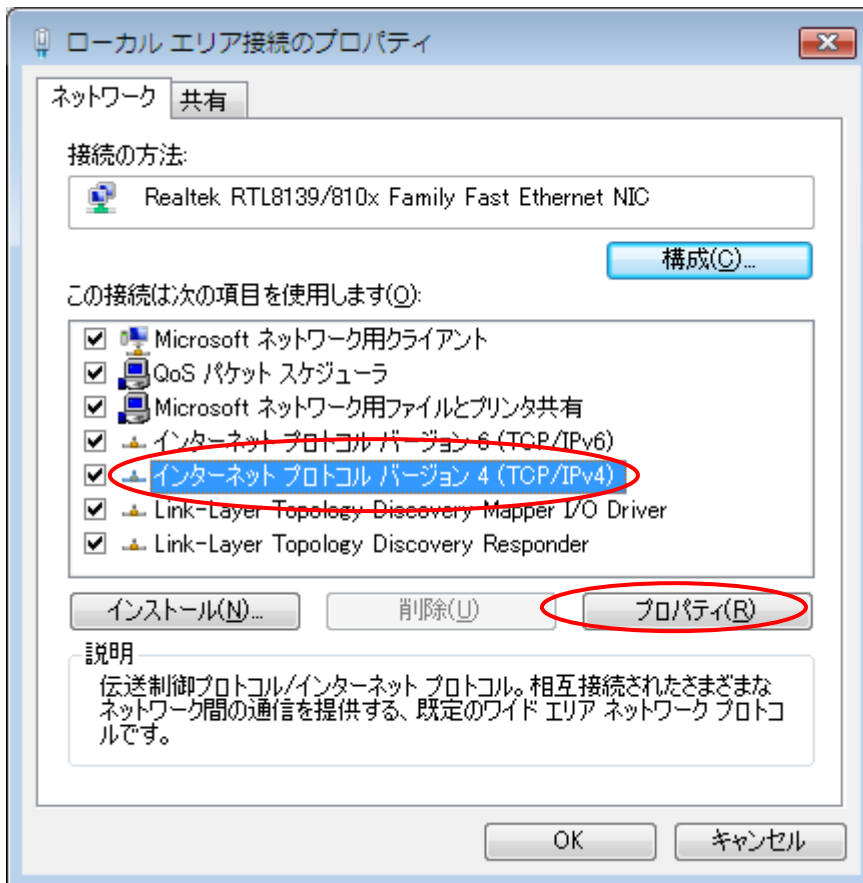 ローカル エリア接続のプロパティ
ネットワーク 共有
接続の方法:
Realtek RTL8139/810x Family Fast Ethernet NIC
構成(C)...
この接続は次の項目を使用します(O):
Microsoft ネットワーク用クライアント
QoS パケット スケジューラ
Microsoft ネットワーク用ファイルとプリンタ共有
インターネット プロトコル バージョン 6 (TCP/IPv6)
インターネット プロトコル バージョン 4 (TCP/IPv4)
Link-Layer Topology Discovery Mapper I/O Driver
Link-Layer Topology Discovery Responder
インストール(N)... 削除(U) プロパティ(R)
説明
伝送制御プロトコル/インターネット プロトコル。相互接続されたさまざまな
ネットワーク間の通信を提供する、既定のワイド エリア ネットワーク プロトコ
ルです。
OK キャンセル